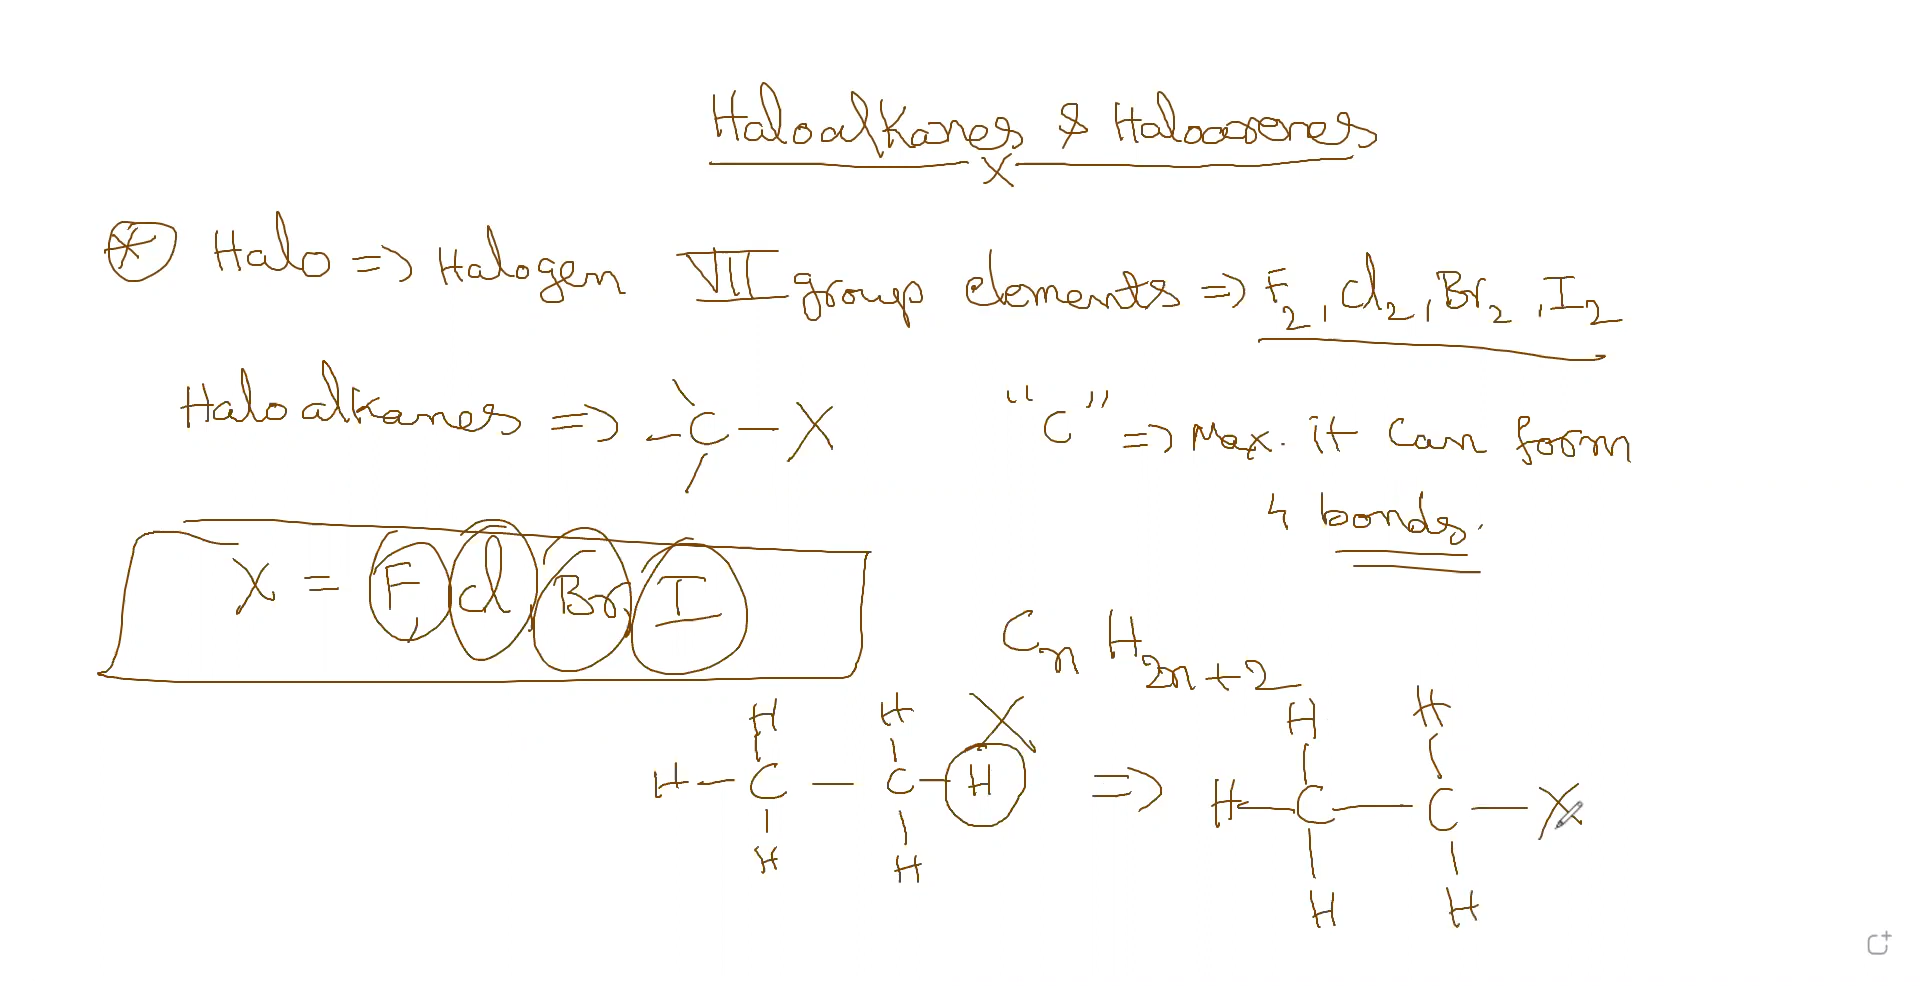 Haloalkanes & Haloarenes
X
* Halo => Halogen VII group elements => F2, Cl2, Br2, I2
Haloalkanes => -C-X "C" => Max. it can form
4 bonds.
X = F, Cl, Br, I
CnH2n+2
H H X H H
H-C-C-H => H-C-C-X
H H H H